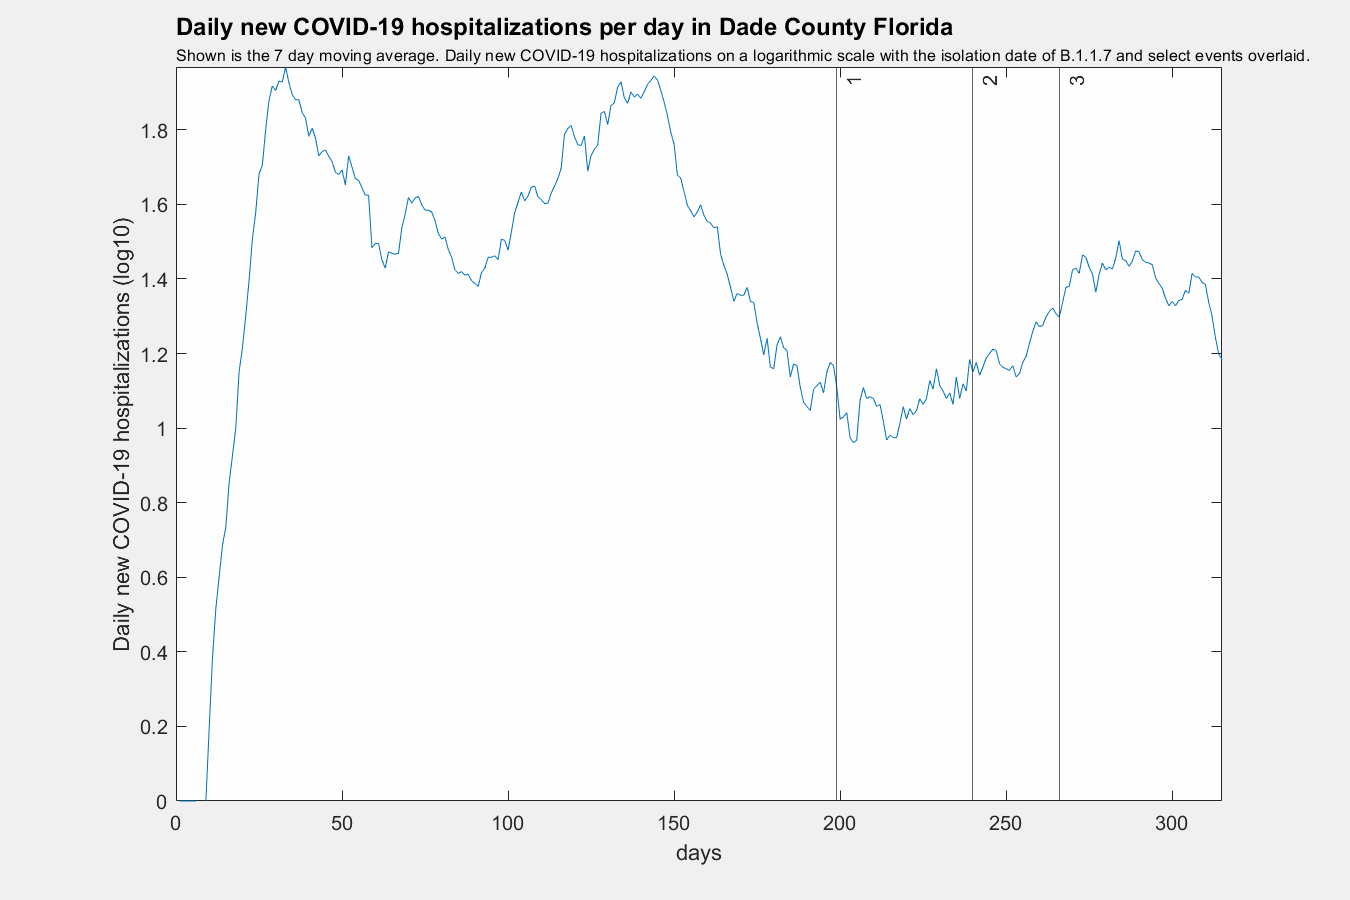 Daily new COVID-19 hospitalizations per day in Dade County Florida
Shown is the 7 day moving average. Daily new COVID-19 hospitalizations on a logarithmic scale with the isolation date of B.1.1.7 and select events overlaid.
1
2
3
1.8
1.6
1.4
1.2
1
0.8
0.6
0.4
0.2
0
Daily new COVID-19 hospitalizations (log10)
0 50 100 150 200 250 300
days